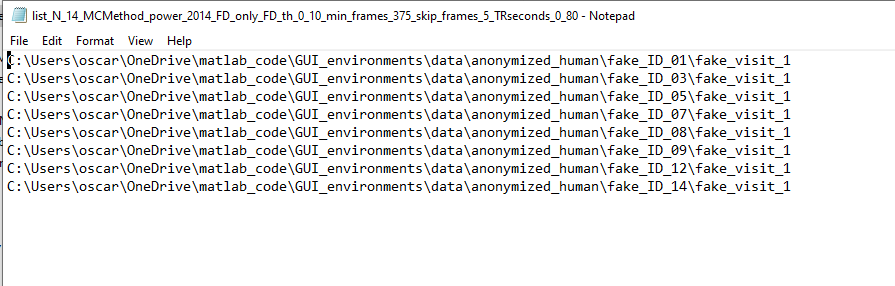 list_N_14_MCMethod_power_2014_FD_only_FD_th_0_10_min_frames_375_skip_frames_5_TRseconds_0_80 - Notepad
File Edit Format View Help
C:\Users\oscar\OneDrive\matlab_code\GUI_environments\data\anonymized_human\fake_ID_01\fake_visit_1
C:\Users\oscar\OneDrive\matlab_code\GUI_environments\data\anonymized_human\fake_ID_03\fake_visit_1
C:\Users\oscar\OneDrive\matlab_code\GUI_environments\data\anonymized_human\fake_ID_05\fake_visit_1
C:\Users\oscar\OneDrive\matlab_code\GUI_environments\data\anonymized_human\fake_ID_07\fake_visit_1
C:\Users\oscar\OneDrive\matlab_code\GUI_environments\data\anonymized_human\fake_ID_08\fake_visit_1
C:\Users\oscar\OneDrive\matlab_code\GUI_environments\data\anonymized_human\fake_ID_09\fake_visit_1
C:\Users\oscar\OneDrive\matlab_code\GUI_environments\data\anonymized_human\fake_ID_12\fake_visit_1
C:\Users\oscar\OneDrive\matlab_code\GUI_environments\data\anonymized_human\fake_ID_14\fake_visit_1